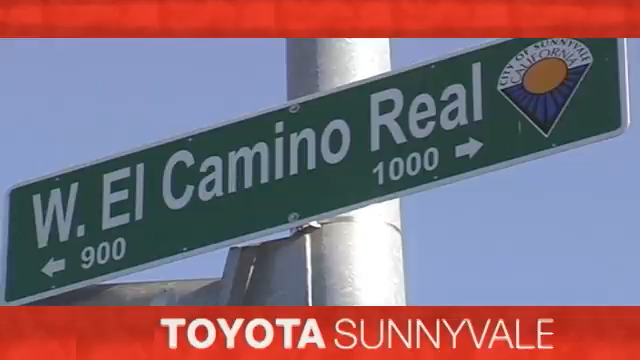 CITY OF SUNNYVALE
CALIFORNIA
W. El Camino Real
← 900
1000 →
TOYOTA SUNNYVALE